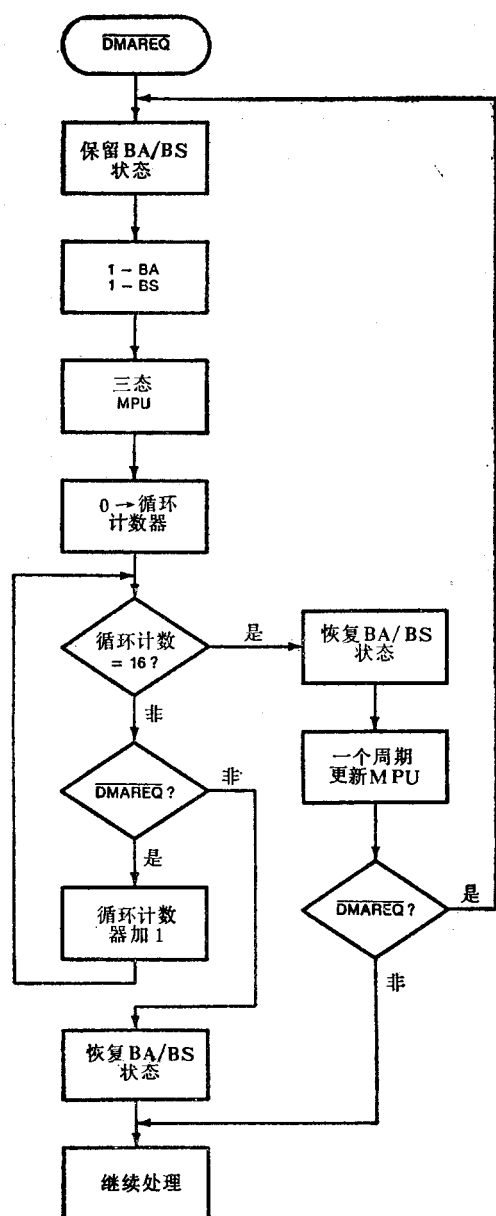 DMAREQ
保留BA/BS
状态
1 – BA
1 – BS
三态
MPU
0→循环
计数器
循环计数
= 16?
是
恢复BA/BS
状态
非
一个周期
更新MPU
DMAREQ?
非
是
DMAREQ?
是
循环计数
器加1
非
恢复BA/BS
状态
继续处理